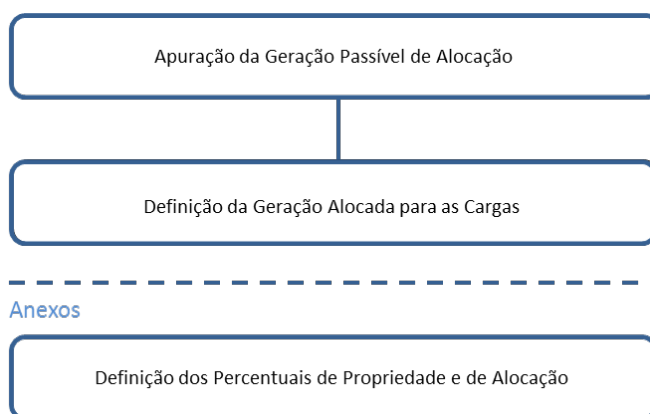 Apuração da Geração Passível de Alocação
Definição da Geração Alocada para as Cargas
Anexos
Definição dos Percentuais de Propriedade e de Alocação